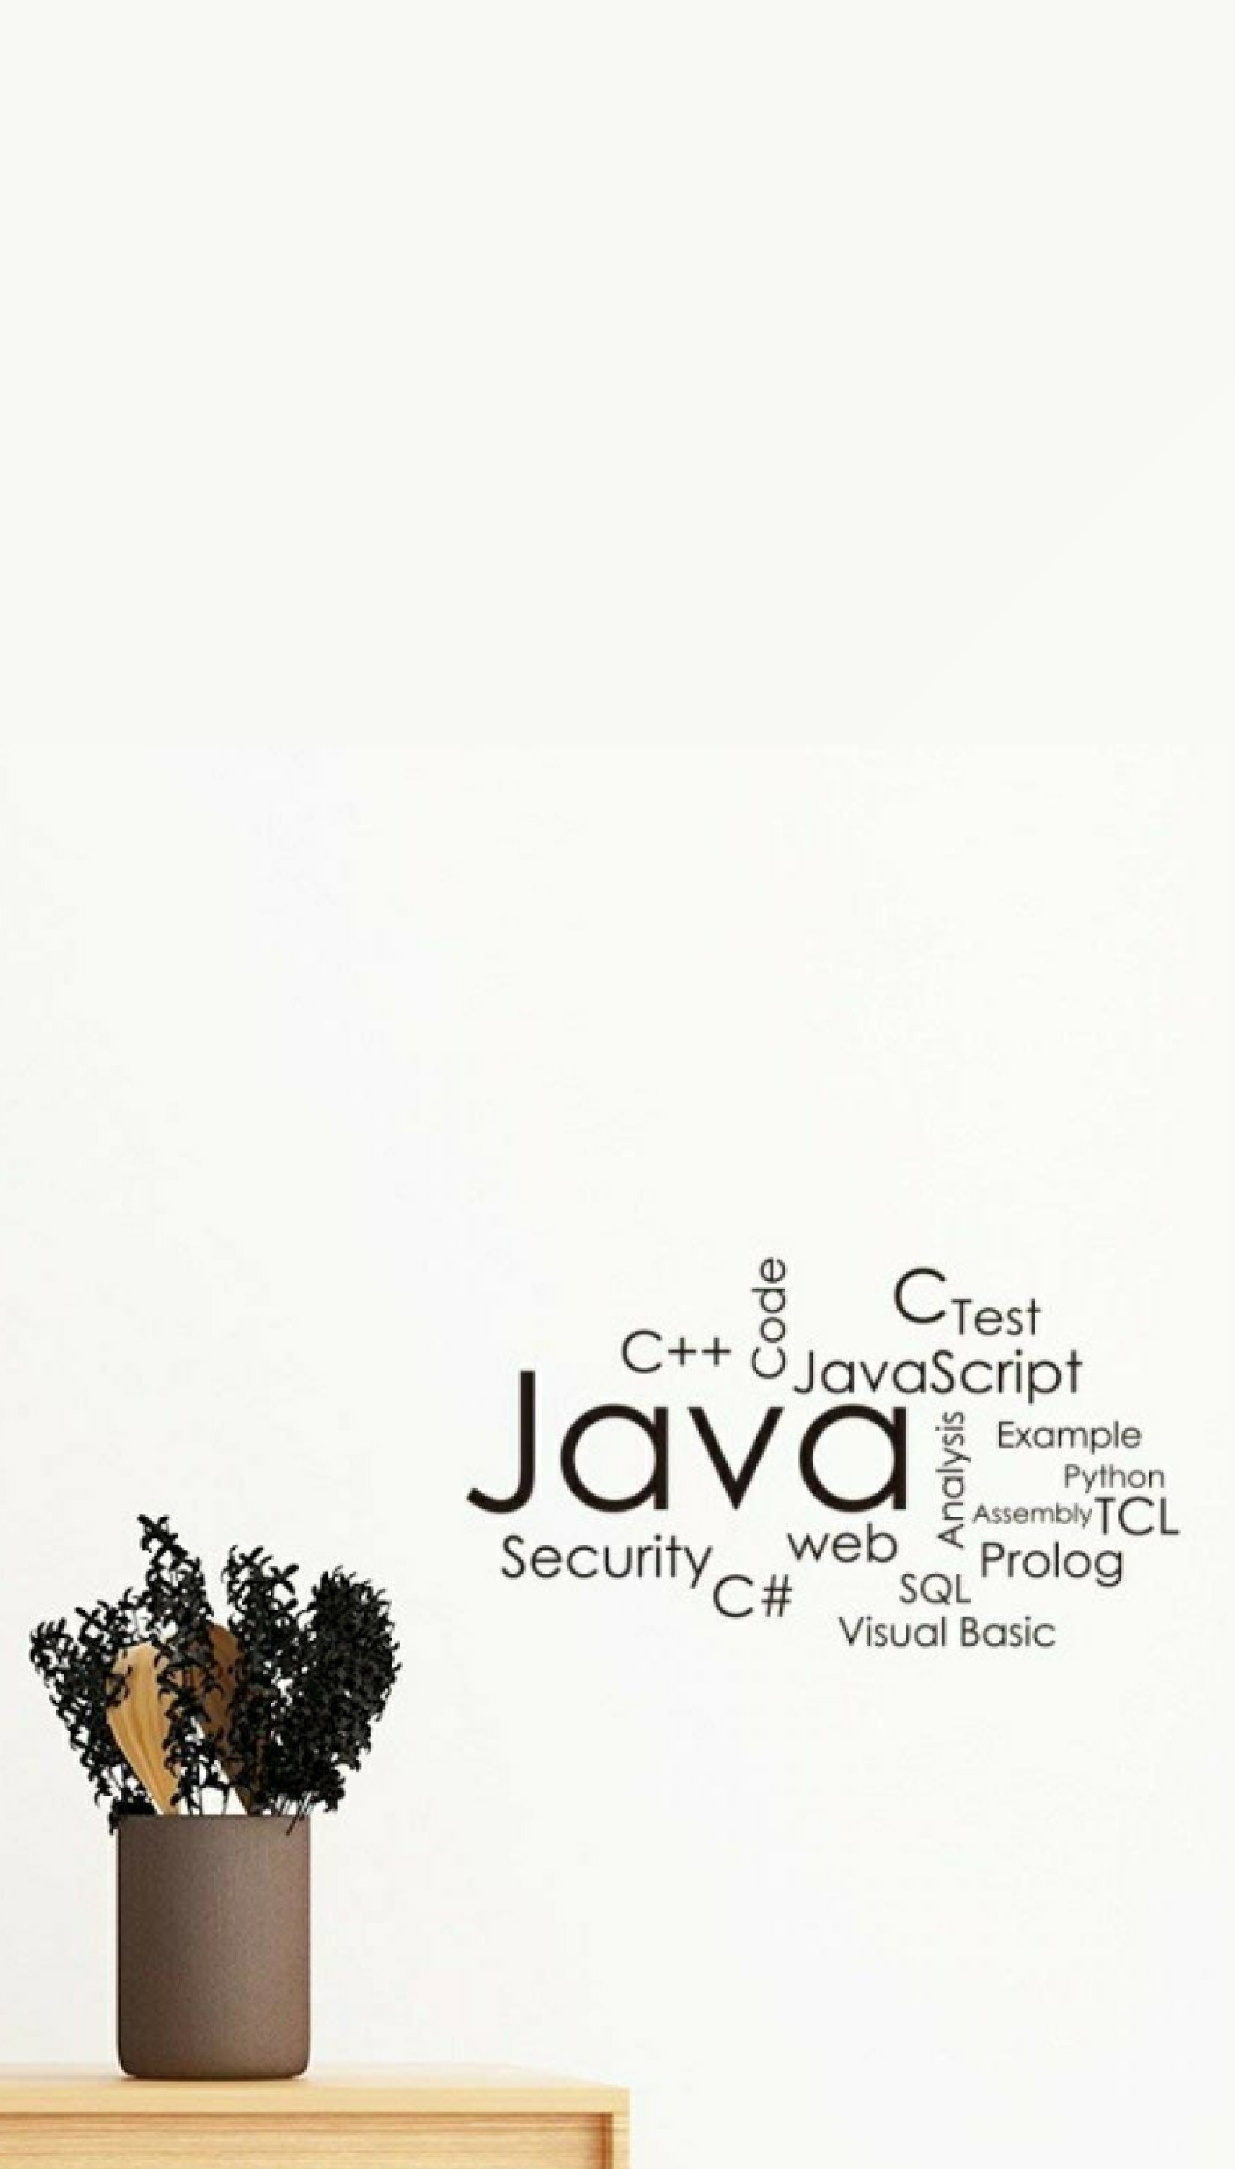 Code
C
Test
C++
JavaScript
Java
Analysis
Example
Python
Assembly
TCL
Security
web
Prolog
C#
SQL
Visual Basic